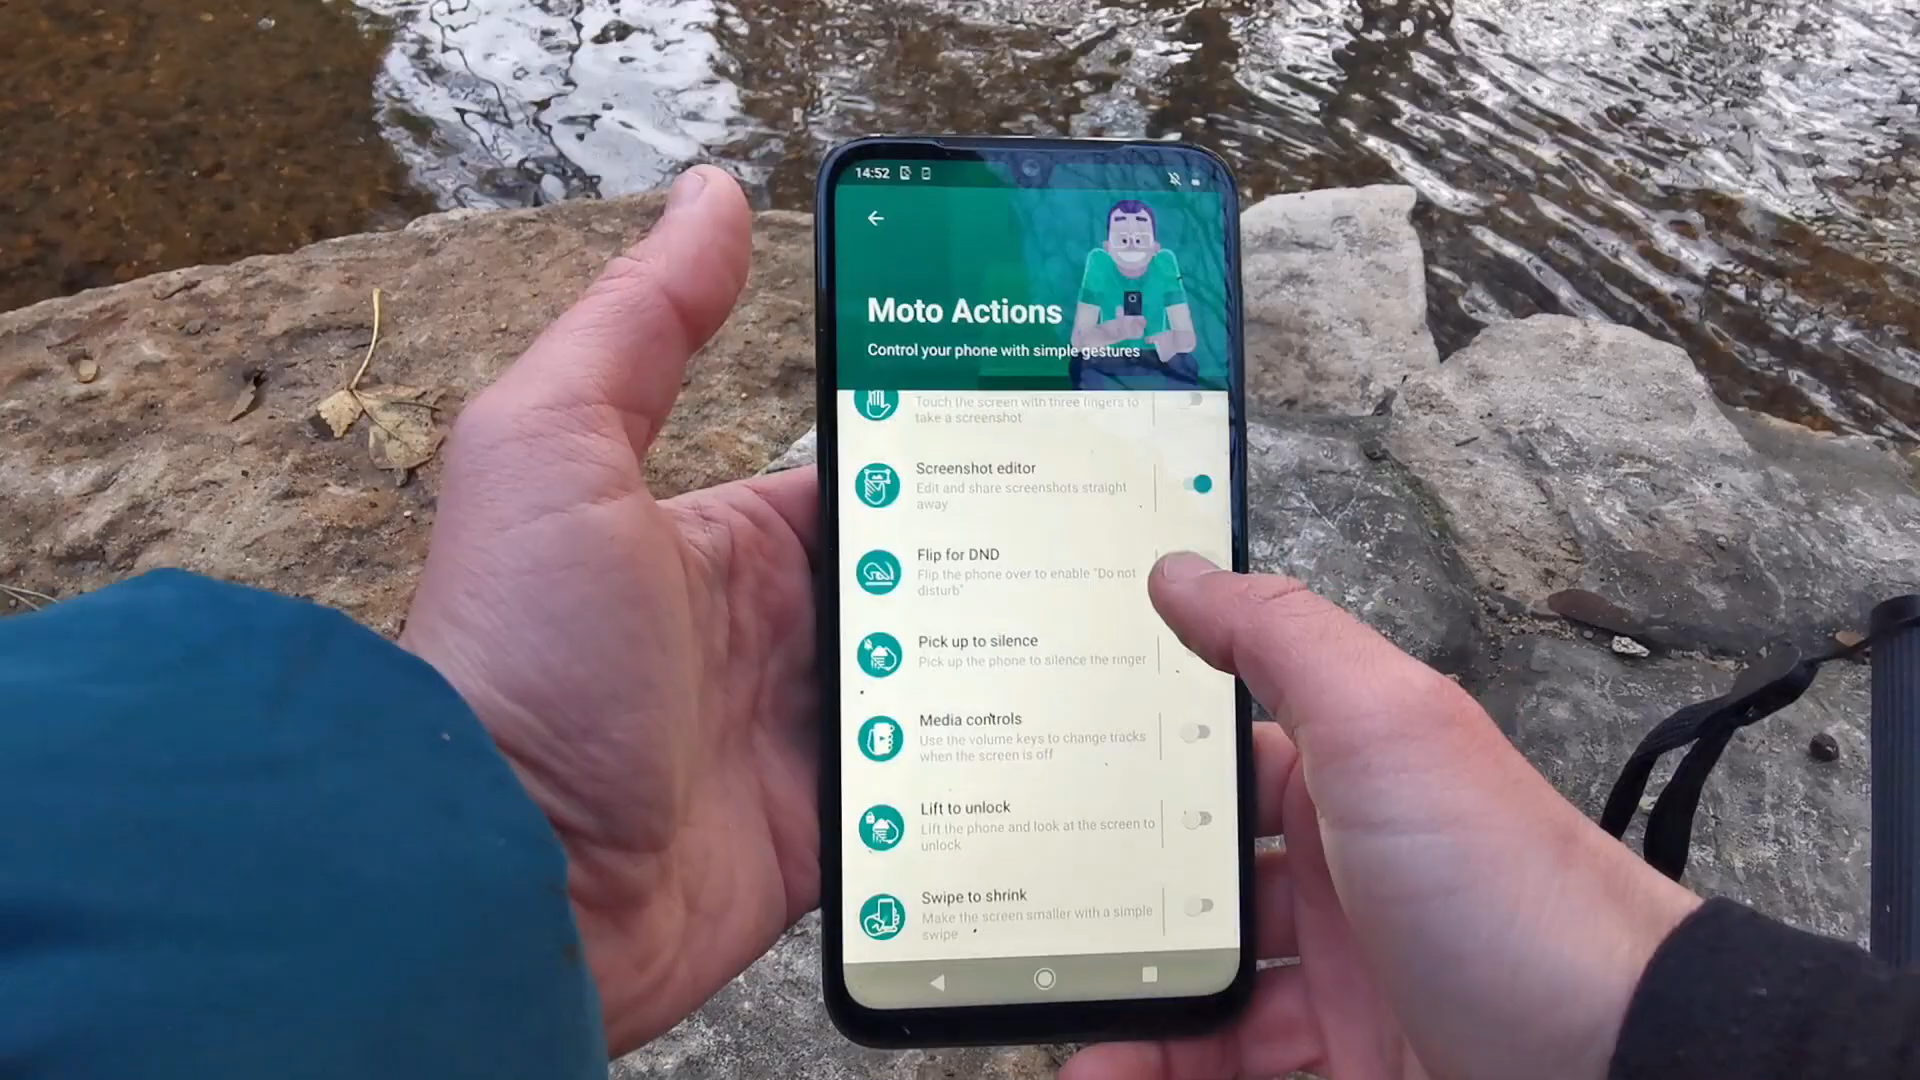 14:52
Moto Actions
Control your phone with simple gestures
Touch the screen with three fingers to
take a screenshot
Screenshot editor
Edit and share screenshots straight
away
Flip for DND
Flip the phone over to enable "Do not
disturb"
Pick up to silence
Pick up the phone to silence the ringer
Media controls
Use the volume keys to change tracks
when the screen is off
Lift to unlock
Lift the phone and look at the screen to
unlock
Swipe to shrink
Make the screen smaller with a simple
swipe